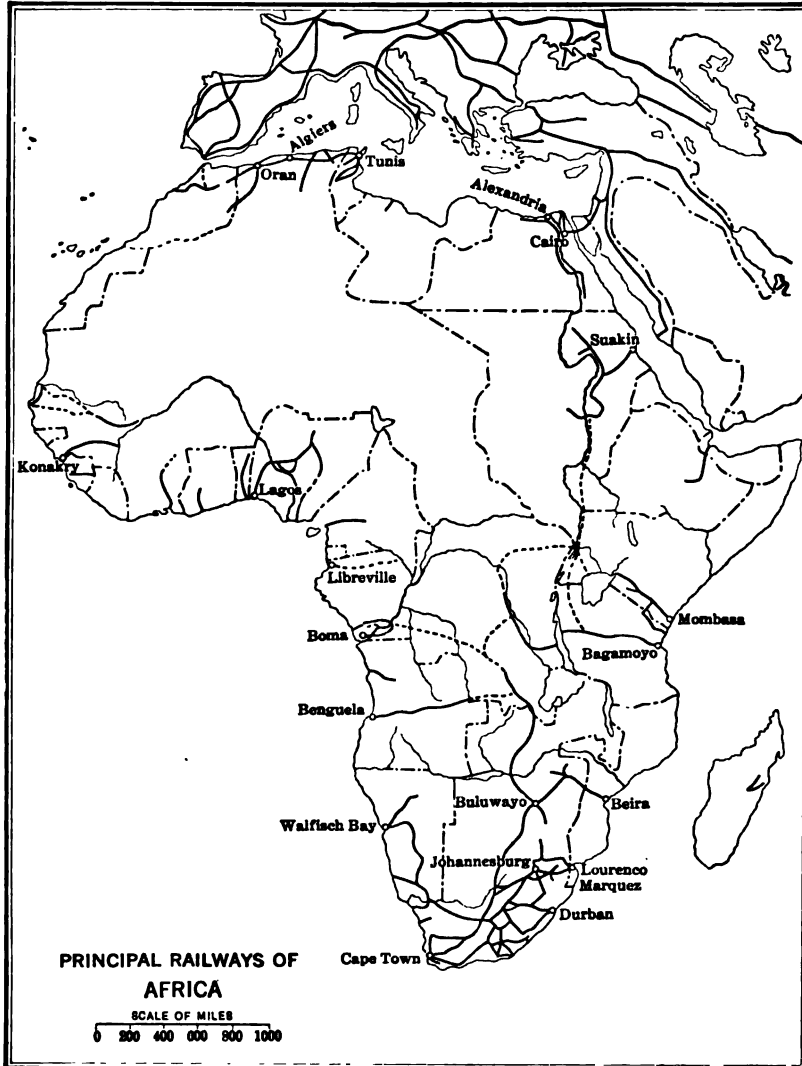 Algiers
Tunis
Oran
Alexandria
Cairo
Suakin
Konakry
Lagos
Libreville
Mombasa
Boma
Bagamoyo
Benguela
Buluwayo
Beira
Walfisch Bay
Johannesburg
Lourenco
Marquez
Durban
Cape Town
PRINCIPAL RAILWAYS OF
AFRICA
SCALE OF MILES
0 200 400 600 800 1000